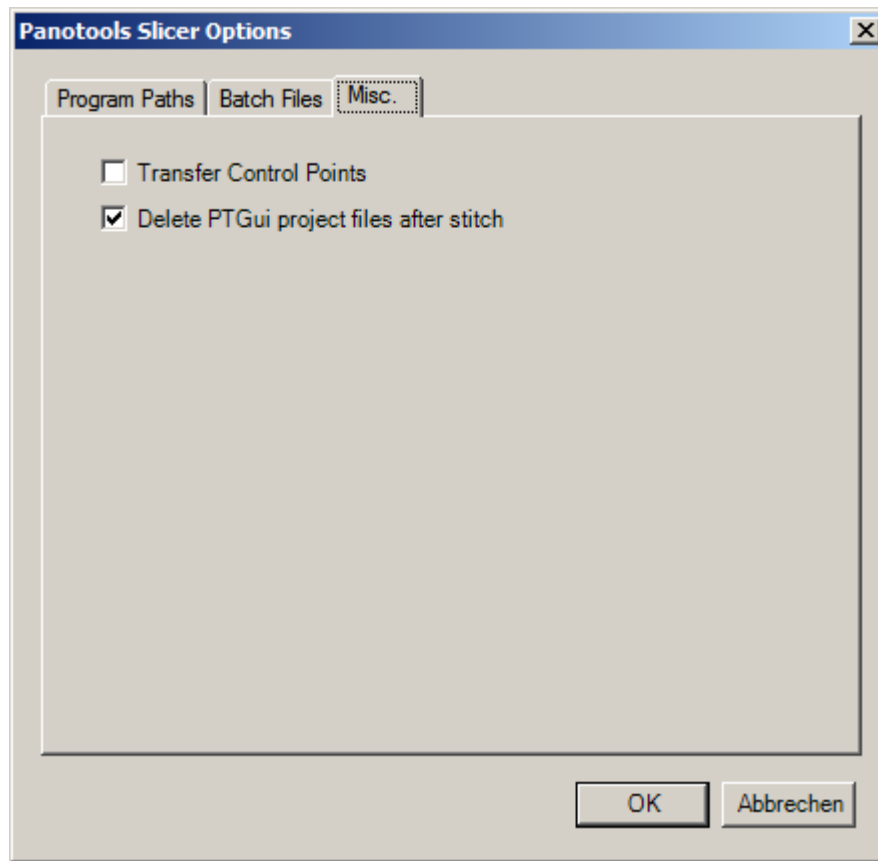 Panotools Slicer Options
Program Paths Batch Files Misc.
Transfer Control Points
Delete PTGui project files after stitch
OK Abbrechen